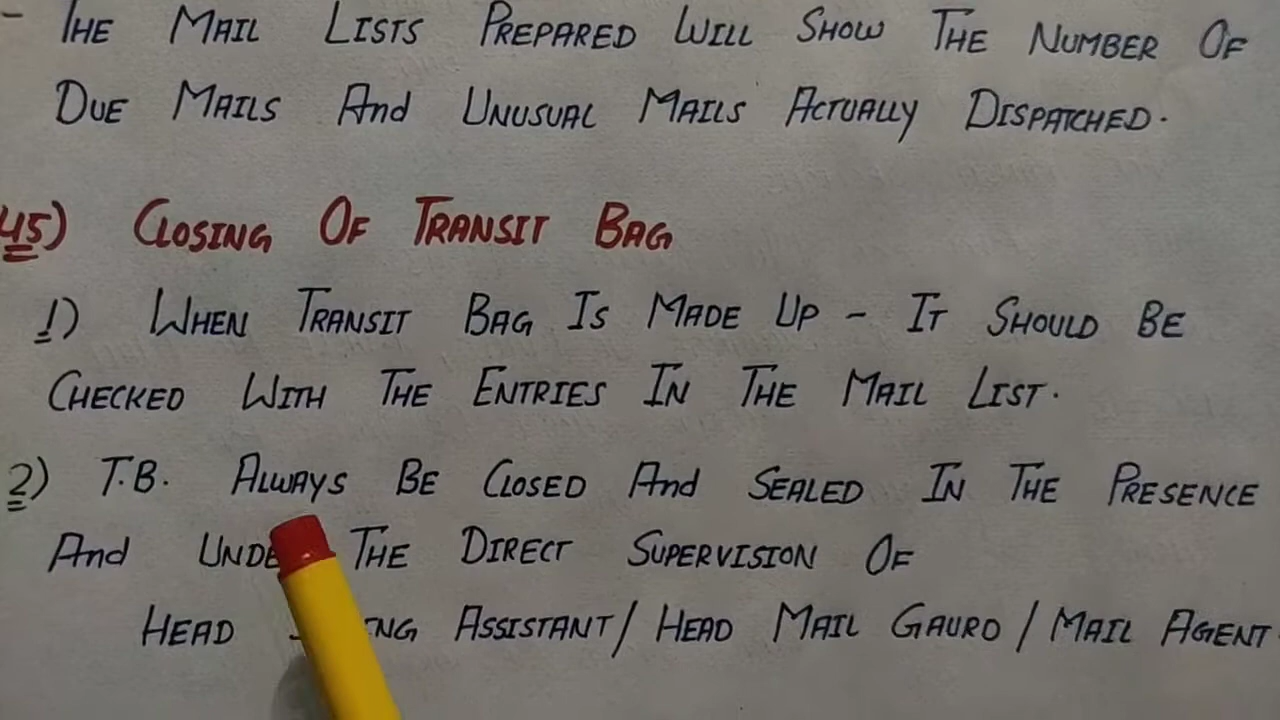 - The Mail Lists Prepared Will Show The Number Of
Due Mails And Unusual Mails Actually Dispatched.
45) Closing Of Transit Bag
1) When Transit Bag Is Made Up - It Should Be
Checked With The Entries In The Mail List.
2) T.B. Always Be Closed And Sealed In The Presence
And The Direct Supervision Of
Head Assistant/ Head Mail Gaurd / Mail Agent